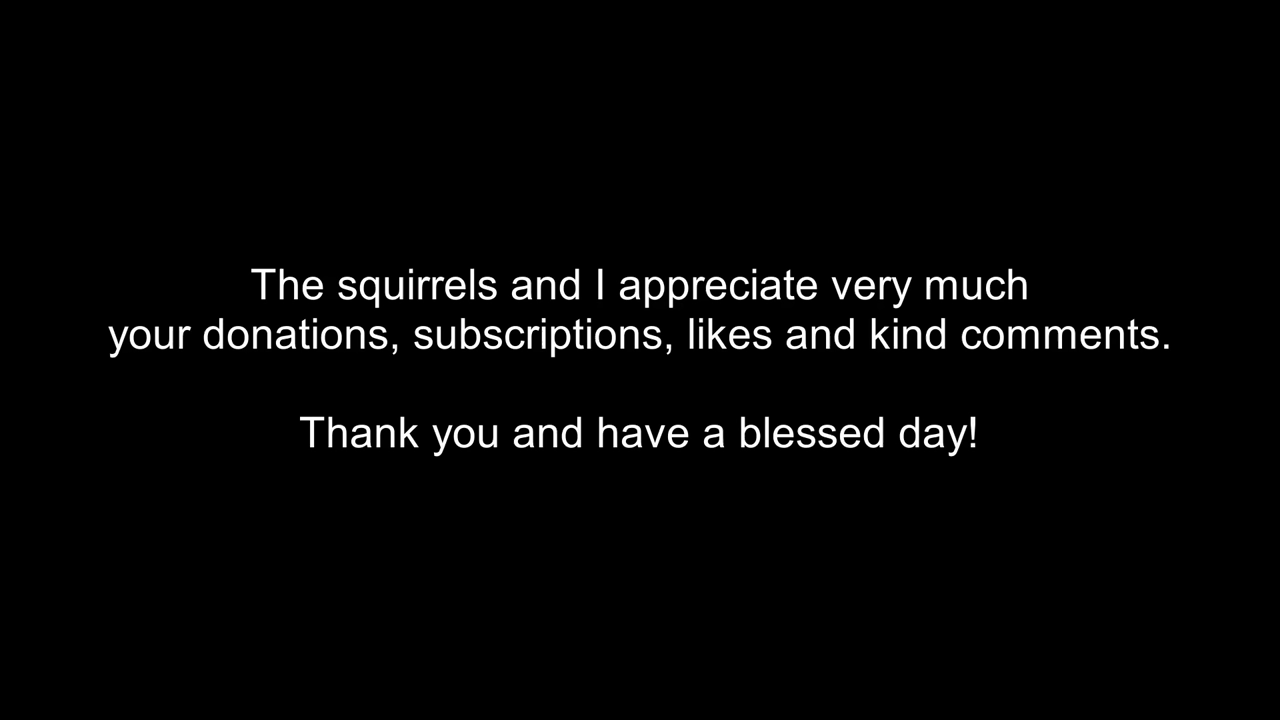 The squirrels and I appreciate very much
your donations, subscriptions, likes and kind comments.
Thank you and have a blessed day!